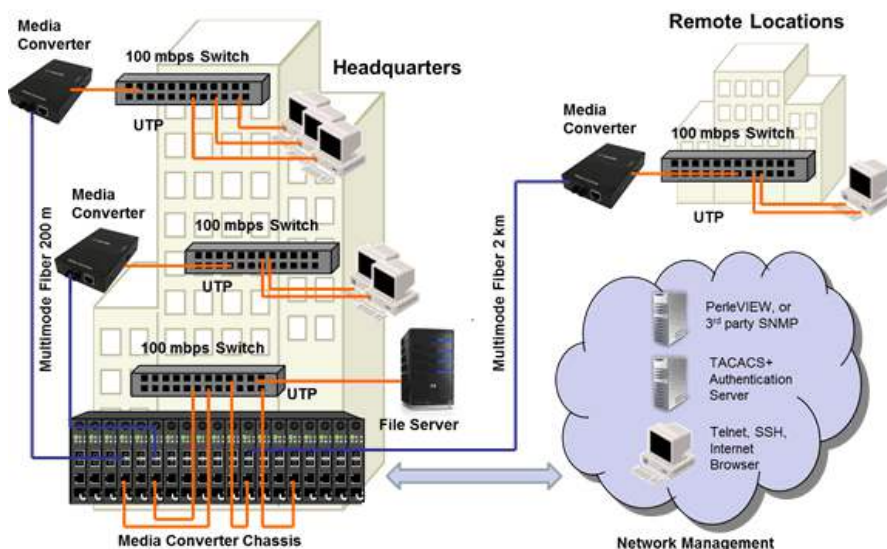 Media
Converter
100 mbps Switch
Headquarters
Remote Locations
UTP
Media
Converter
100 mbps Switch
UTP
Media
Converter
100 mbps Switch
UTP
Multimode Fiber 200 m
Multimode Fiber 2 km
100 mbps Switch
UTP
File Server
Media Converter Chassis
PerleVIEW, or
3rd party SNMP
TACACS+
Authentication
Server
Telnet, SSH,
Internet
Browser
Network Management